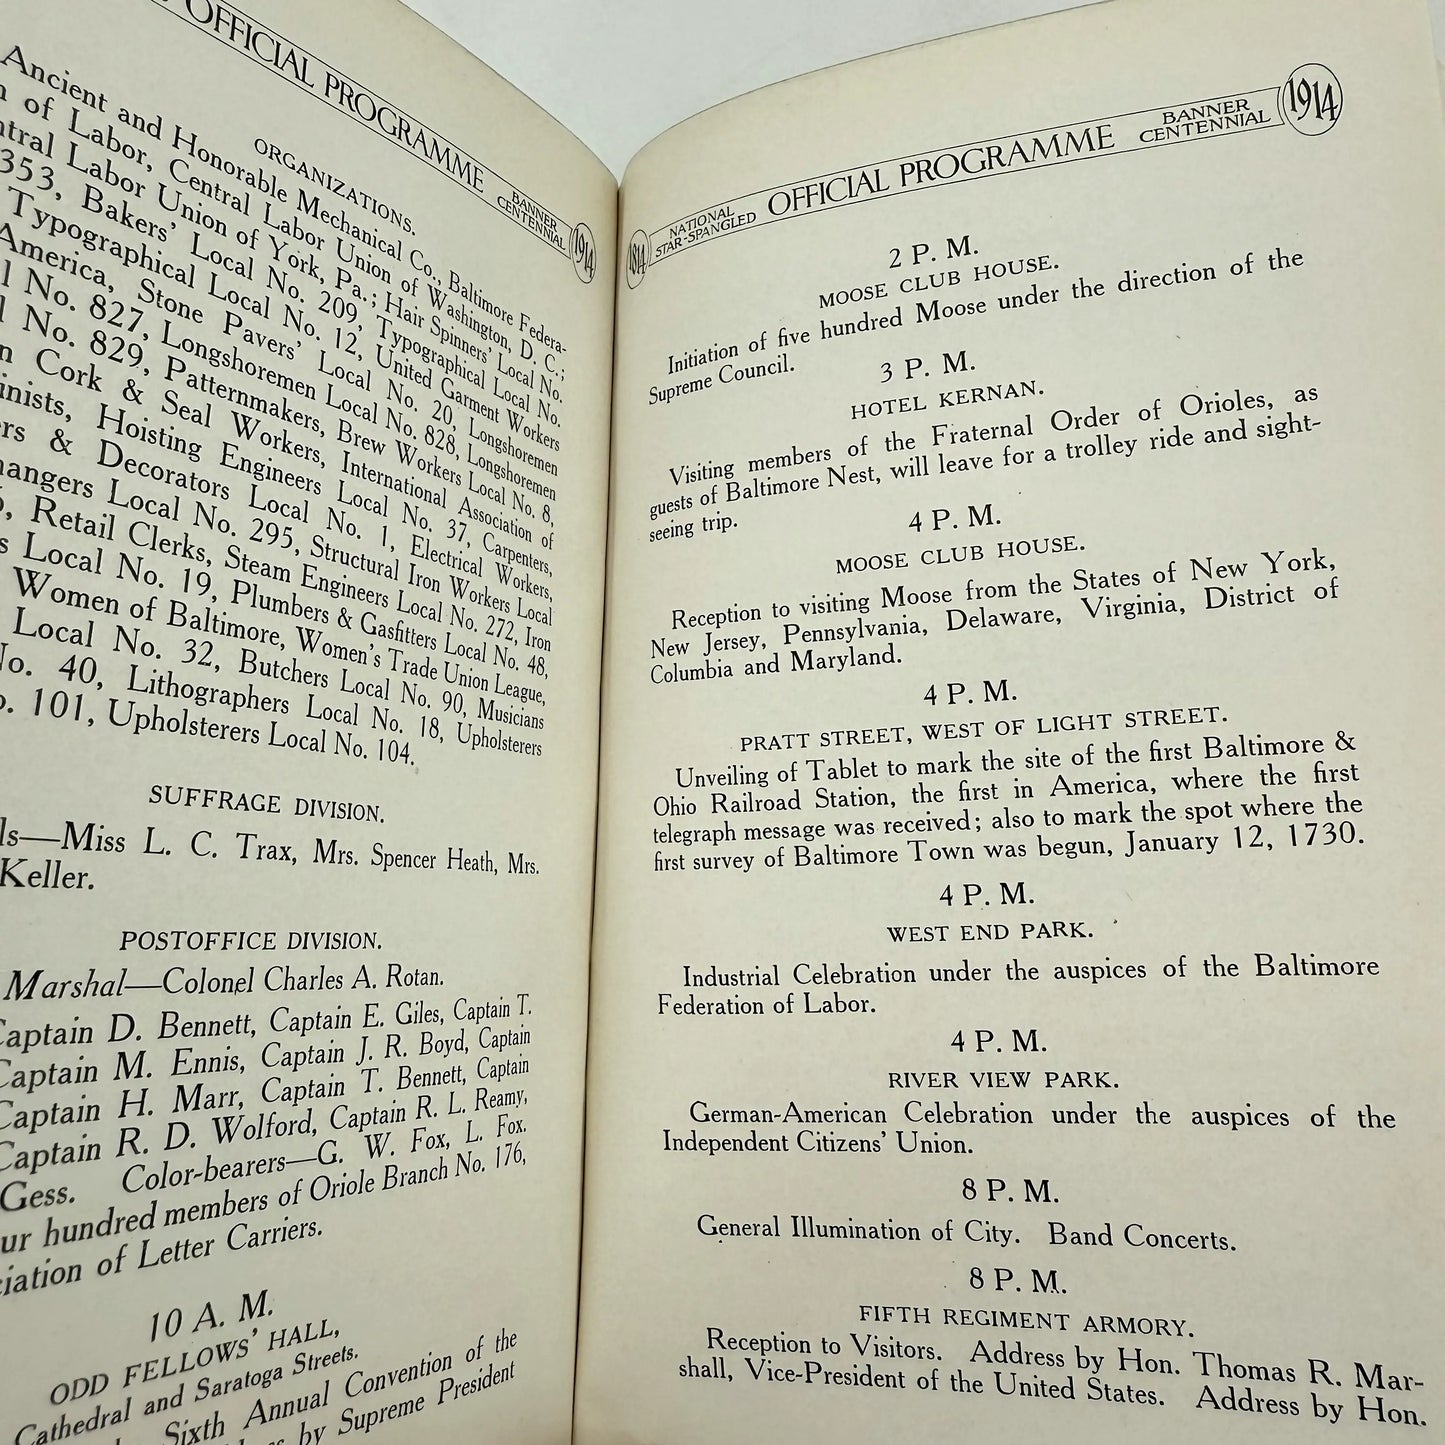 OFFICIAL PROGRAMME BANNER CENTENNIAL 1914
ORGANIZATIONS.
Ancient and Honorable Mechanical Co., Baltimore Federa-
of Labor, Central Labor Union of Washington, D. C.;
Labor Union of York, Pa.; Hair Spinners' Local No.
353, Bakers' Local No. 209, Typographical Local No.
Typographical Local No. 12, United Garment Workers
America, Stone Pavers' Local No. 20, Longshoremen
No. 827, Longshoremen Local No. 828, Longshoremen
No. 829, Patternmakers, Brew Workers Local No. 8,
Cork & Seal Workers, International Association of
Hoisting Engineers Local No. 37, Carpenters,
& Decorators Local No. 1, Electrical Workers,
Local No. 295, Structural Iron Workers Local
Retail Clerks, Steam Engineers Local No. 272, Iron
Local No. 19, Plumbers & Gasfitters Local No. 48,
Women of Baltimore, Women's Trade Union League,
Local No. 32, Butchers Local No. 90, Musicians
No. 40, Lithographers Local No. 18, Upholsterers
101, Upholsterers Local No. 104.
SUFFRAGE DIVISION.
ls—Miss L. C. Trax, Mrs. Spencer Heath, Mrs.
Keller.
POSTOFFICE DIVISION.
Marshal—Colonel Charles A. Rotan.
Captain D. Bennett, Captain E. Giles, Captain T.
Captain M. Ennis, Captain J. R. Boyd, Captain
Captain H. Marr, Captain T. Bennett, Captain
Captain R. D. Wolford, Captain R. L. Reamy,
Gess. Color-bearers—G. W. Fox, L. Fox.
ur hundred members of Oriole Branch No. 176,
ciation of Letter Carriers.
10 A. M.
ODD FELLOWS' HALL,
Cathedral and Saratoga Streets.
Sixth Annual Convention of the
by Supreme President
1814 NATIONAL STAR-SPANGLED OFFICIAL PROGRAMME BANNER CENTENNIAL 1914
2 P. M.
MOOSE CLUB HOUSE.
Initiation of five hundred Moose under the direction of the
Supreme Council.
3 P. M.
HOTEL KERNAN.
Visiting members of the Fraternal Order of Orioles, as
guests of Baltimore Nest, will leave for a trolley ride and sight-
seeing trip.
4 P. M.
MOOSE CLUB HOUSE.
Reception to visiting Moose from the States of New York,
New Jersey, Pennsylvania, Delaware, Virginia, District of
Columbia and Maryland.
4 P. M.
PRATT STREET, WEST OF LIGHT STREET.
Unveiling of Tablet to mark the site of the first Baltimore &
Ohio Railroad Station, the first in America, where the first
telegraph message was received; also to mark the spot where the
first survey of Baltimore Town was begun, January 12, 1730.
4 P. M.
WEST END PARK.
Industrial Celebration under the auspices of the Baltimore
Federation of Labor.
4 P. M.
RIVER VIEW PARK.
German-American Celebration under the auspices of the
Independent Citizens' Union.
8 P. M.
General Illumination of City. Band Concerts.
8 P. M.
FIFTH REGIMENT ARMORY.
Reception to Visitors. Address by Hon. Thomas R. Mar-
shall, Vice-President of the United States. Address by Hon.